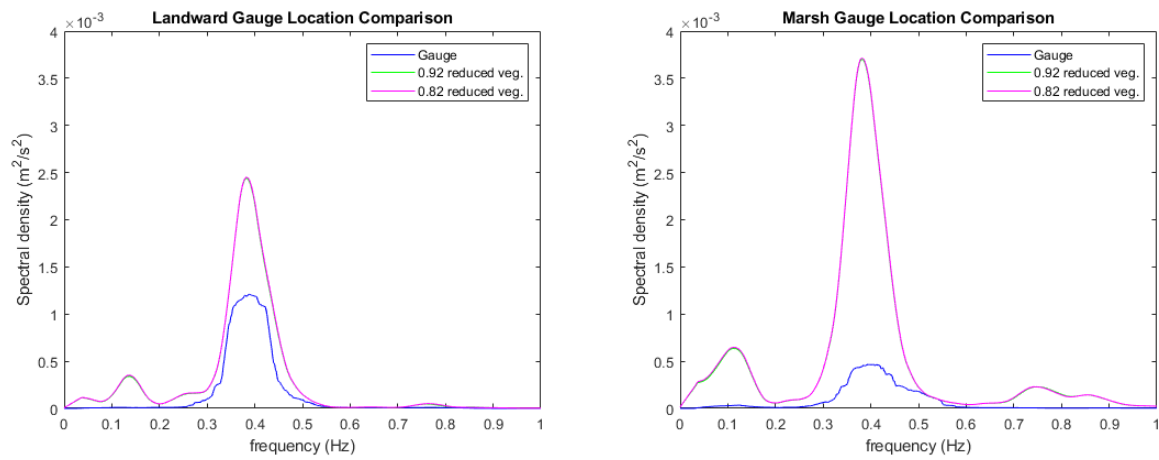 Landward Gauge Location Comparison
×10⁻³
4
3.5
3
2.5
2
1.5
1
0.5
0
Spectral density (m²/s²)
0 0.1 0.2 0.3 0.4 0.5 0.6 0.7 0.8 0.9 1
frequency (Hz)
Gauge
0.92 reduced veg.
0.82 reduced veg.
Marsh Gauge Location Comparison
×10⁻³
4
3.5
3
2.5
2
1.5
1
0.5
0
Spectral density (m²/s²)
0 0.1 0.2 0.3 0.4 0.5 0.6 0.7 0.8 0.9 1
frequency (Hz)
Gauge
0.92 reduced veg.
0.82 reduced veg.